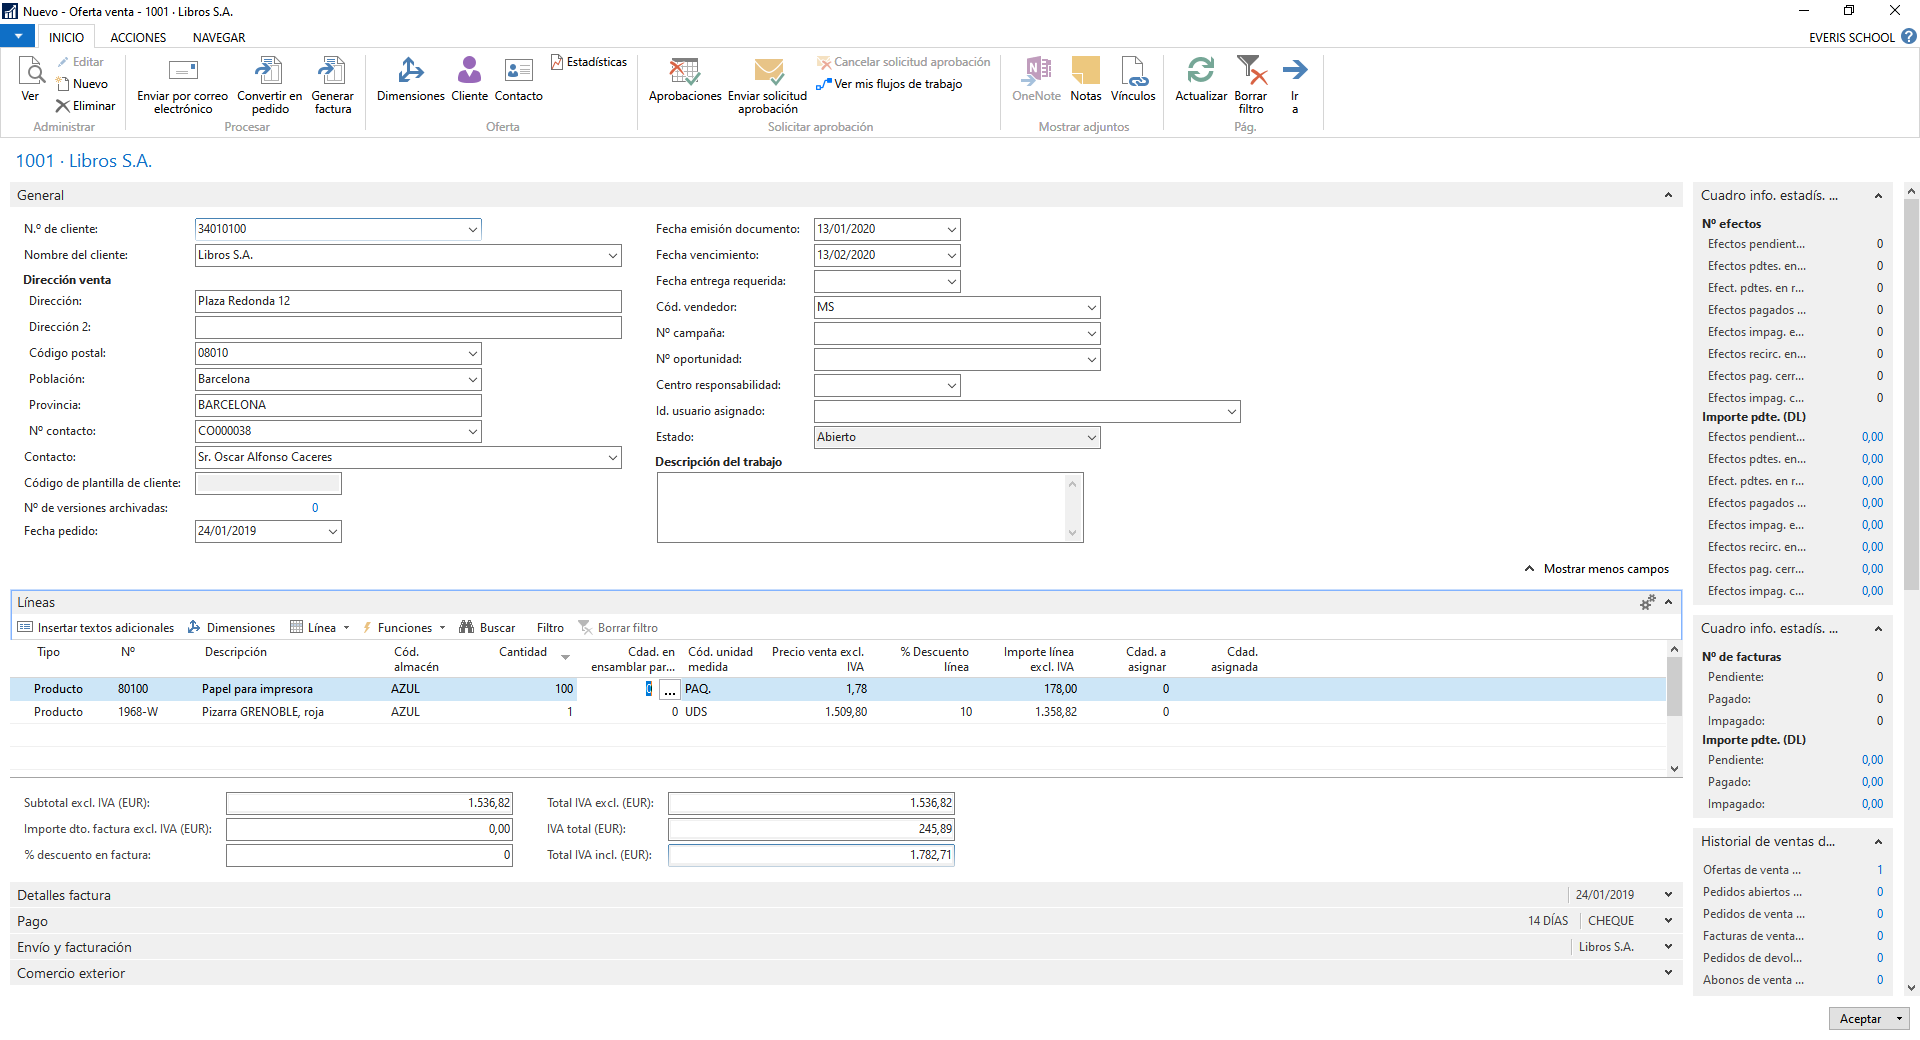 Nuevo - Oferta venta - 1001 · Libros S.A.
INICIO ACCIONES NAVEGAR EVERIS SCHOOL ?
Ver
Editar
Nuevo
Eliminar
Administrar
Enviar por correo electrónico
Convertir en pedido
Generar factura
Procesar
Dimensiones
Cliente
Contacto
Estadísticas
Oferta
Aprobaciones
Enviar solicitud aprobación
Cancelar solicitud aprobación
Ver mis flujos de trabajo
Solicitar aprobación
OneNote
Notas
Vínculos
Mostrar adjuntos
Actualizar
Borrar filtro
Ir a
Pág.
1001 · Libros S.A.
General
N.º de cliente: 34010100
Nombre del cliente: Libros S.A.
Dirección venta
Dirección: Plaza Redonda 12
Dirección 2:
Código postal: 08010
Población: Barcelona
Provincia: BARCELONA
Nº contacto: CO000038
Contacto: Sr. Oscar Alfonso Caceres
Código de plantilla de cliente:
Nº de versiones archivadas: 0
Fecha pedido: 24/01/2019
Fecha emisión documento: 13/01/2020
Fecha vencimiento: 13/02/2020
Fecha entrega requerida:
Cód. vendedor: MS
Nº campaña:
Nº oportunidad:
Centro responsabilidad:
Id. usuario asignado:
Estado: Abierto
Descripción del trabajo
Mostrar menos campos
Líneas
Insertar textos adicionales Dimensiones Línea Funciones Buscar Filtro Borrar filtro
Tipo Nº Descripción Cód. almacén Cantidad Cdad. en ensamblar par... Cód. unidad medida Precio venta excl. IVA % Descuento línea Importe línea excl. IVA Cdad. a asignar Cdad. asignada
Producto 80100 Papel para impresora AZUL 100 0 ... PAQ. 1,78 178,00 0
Producto 1968-W Pizarra GRENOBLE, roja AZUL 1 0 UDS 1.509,80 10 1.358,82 0
Subtotal excl. IVA (EUR): 1.536,82
Importe dto. factura excl. IVA (EUR): 0,00
% descuento en factura: 0
Total IVA excl. (EUR): 1.536,82
IVA total (EUR): 245,89
Total IVA incl. (EUR): 1.782,71
Detalles factura 24/01/2019
Pago 14 DÍAS CHEQUE
Envío y facturación Libros S.A.
Comercio exterior
Cuadro info. estadís. ...
Nº efectos
Efectos pendient... 0
Efectos pdtes. en... 0
Efect. pdtes. en r... 0
Efectos pagados ... 0
Efectos impag. e... 0
Efectos recirc. en... 0
Efectos pag. cerr... 0
Efectos impag. c... 0
Importe pdte. (DL)
Efectos pendient... 0,00
Efectos pdtes. en... 0,00
Efect. pdtes. en r... 0,00
Efectos pagados ... 0,00
Efectos impag. e... 0,00
Efectos recirc. en... 0,00
Efectos pag. cerr... 0,00
Efectos impag. c... 0,00
Cuadro info. estadís. ...
Nº de facturas
Pendiente: 0
Pagado: 0
Impagado: 0
Importe pdte. (DL)
Pendiente: 0,00
Pagado: 0,00
Impagado: 0,00
Historial de ventas d...
Ofertas de venta ... 1
Pedidos abiertos ... 0
Pedidos de venta ... 0
Facturas de venta... 0
Pedidos de devol... 0
Abonos de venta ... 0
Aceptar